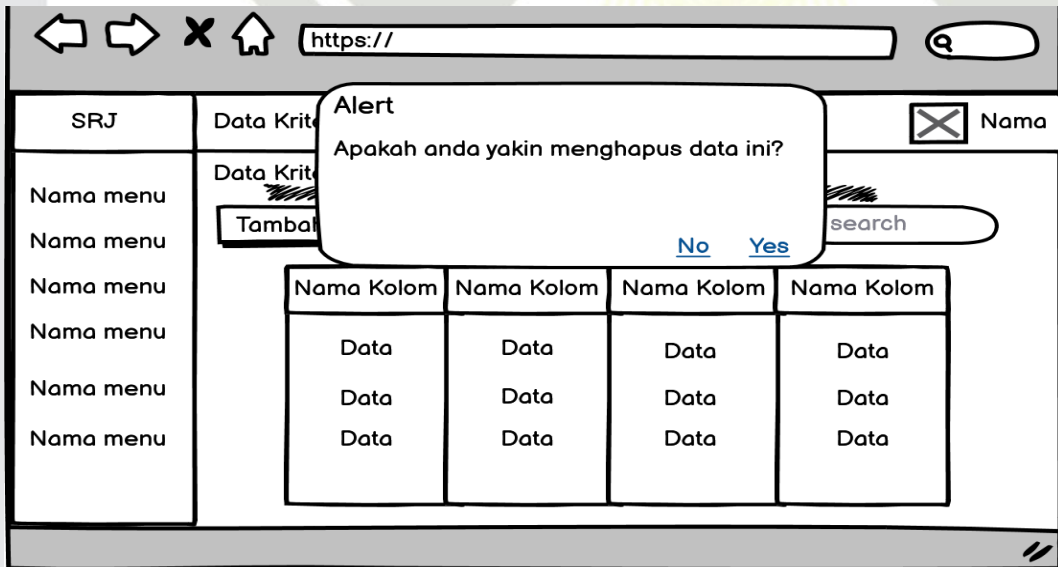 https://
SRJ
Data Krite
Alert
Nama
Apakah anda yakin menghapus data ini?
Data Krite
Nama menu
Nama menu
Nama menu
Nama menu
Nama menu
Nama menu
Tambah
search
No Yes
Nama Kolom Nama Kolom Nama Kolom Nama Kolom
Data Data Data Data
Data Data Data Data
Data Data Data Data